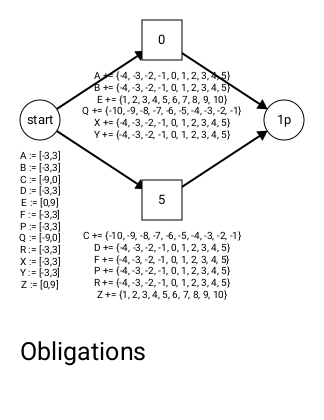 0
A += {-4, -3, -2, -1, 0, 1, 2, 3, 4, 5}
B += {-4, -3, -2, -1, 0, 1, 2, 3, 4, 5}
E += {1, 2, 3, 4, 5, 6, 7, 8, 9, 10}
Q += {-10, -9, -8, -7, -6, -5, -4, -3, -2, -1}
X += {-4, -3, -2, -1, 0, 1, 2, 3, 4, 5}
Y += {-4, -3, -2, -1, 0, 1, 2, 3, 4, 5}
start
1p
A := [-3,3]
B := [-3,3]
C := [-9,0]
D := [-3,3]
E := [0,9]
F := [-3,3]
P := [-3,3]
Q := [-9,0]
R := [-3,3]
X := [-3,3]
Y := [-3,3]
Z := [0,9]
5
C += {-10, -9, -8, -7, -6, -5, -4, -3, -2, -1}
D += {-4, -3, -2, -1, 0, 1, 2, 3, 4, 5}
F += {-4, -3, -2, -1, 0, 1, 2, 3, 4, 5}
P += {-4, -3, -2, -1, 0, 1, 2, 3, 4, 5}
R += {-4, -3, -2, -1, 0, 1, 2, 3, 4, 5}
Z += {1, 2, 3, 4, 5, 6, 7, 8, 9, 10}
Obligations